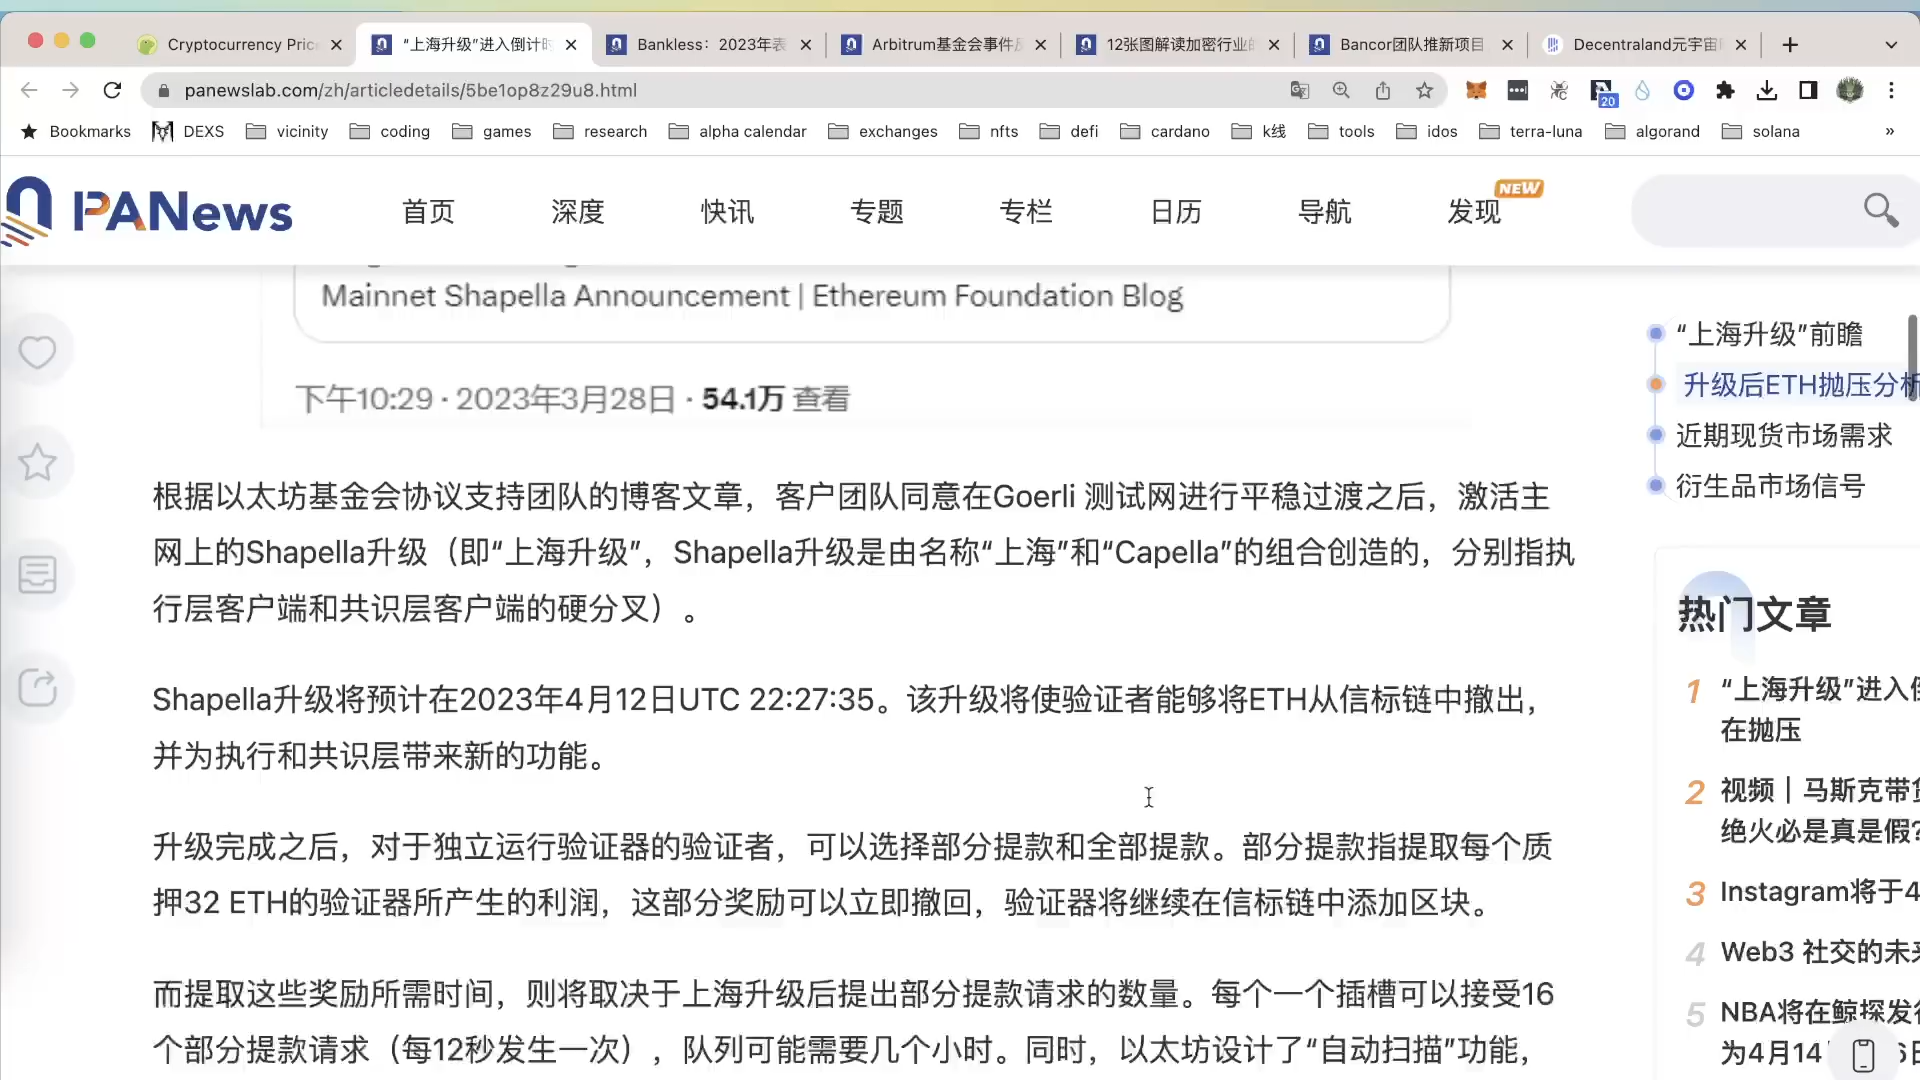 Cryptocurrency Pric
“上海升级”进入倒计时
Bankless：2023年表
Arbitrum基金会事件
12张图解读加密行业
Bancor团队推新项目
Decentraland元宇宙
panewslab.com/zh/articledetails/5be1op8z29u8.html
20
Bookmarks
DEXS
vicinity
coding
games
research
alpha calendar
exchanges
nfts
defi
cardano
k线
tools
idos
terra-luna
algorand
solana
»
PANews
首页
深度
快讯
专题
专栏
日历
导航
发现
NEW
Mainnet Shapella Announcement | Ethereum Foundation Blog
下午10:29 · 2023年3月28日 · 54.1万 查看
根据以太坊基金会协议支持团队的博客文章，客户团队同意在Goerli 测试网进行平稳过渡之后，激活主
网上的Shapella升级（即“上海升级”，Shapella升级是由名称“上海”和“Capella”的组合创造的，分别指执
行层客户端和共识层客户端的硬分叉）。
Shapella升级将预计在2023年4月12日UTC 22:27:35。该升级将使验证者能够将ETH从信标链中撤出，
并为执行和共识层带来新的功能。
升级完成之后，对于独立运行验证器的验证者，可以选择部分提款和全部提款。部分提款指提取每个质
押32 ETH的验证器所产生的利润，这部分奖励可以立即撤回，验证器将继续在信标链中添加区块。
而提取这些奖励所需时间，则将取决于上海升级后提出部分提款请求的数量。每个一个插槽可以接受16
个部分提款请求（每12秒发生一次），队列可能需要几个小时。同时，以太坊设计了“自动扫描”功能，
“上海升级”前瞻
升级后ETH抛压分析
近期现货市场需求
衍生品市场信号
热门文章
1 “上海升级”进入倒
在抛压
2 视频｜马斯克带货
绝火必是真是假?
3 Instagram将于4
4 Web3 社交的未来
5 NBA将在鲸探发行
为4月14
6日